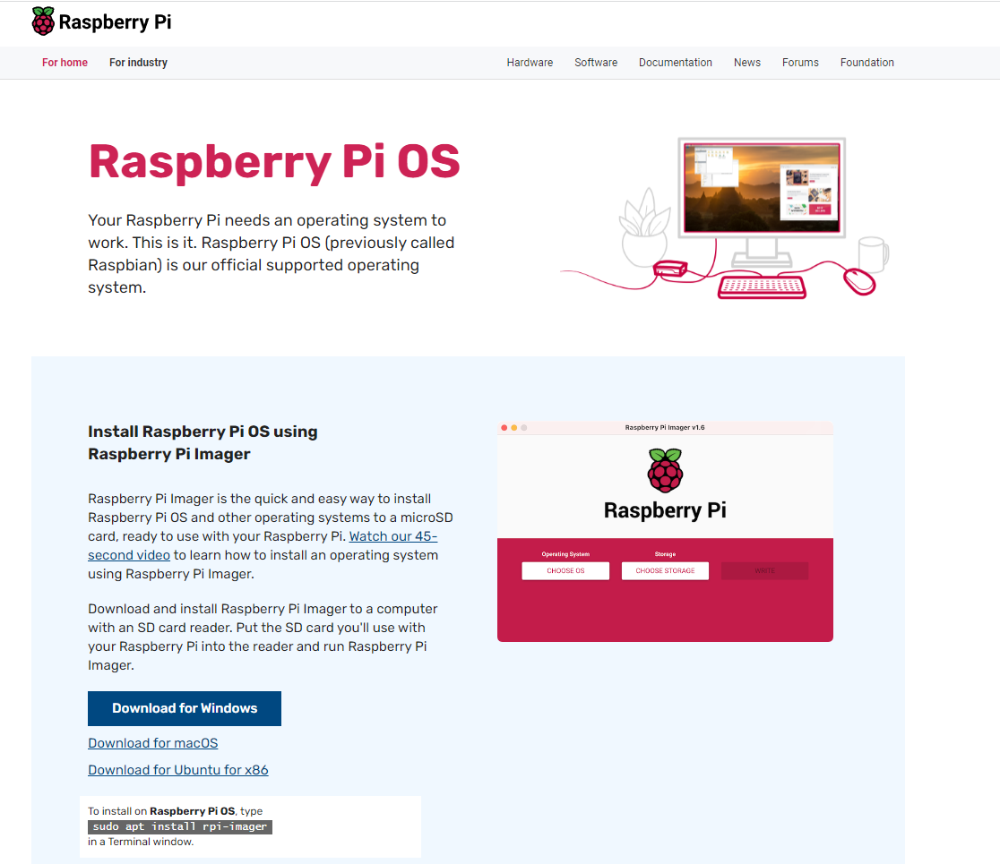 Raspberry Pi
For home For industry Hardware Software Documentation News Forums Foundation
Raspberry Pi OS
Your Raspberry Pi needs an operating system to
work. This is it. Raspberry Pi OS (previously called
Raspbian) is our official supported operating
system.
Install Raspberry Pi OS using
Raspberry Pi Imager
Raspberry Pi Imager is the quick and easy way to install
Raspberry Pi OS and other operating systems to a microSD
card, ready to use with your Raspberry Pi. Watch our 45-
second video to learn how to install an operating system
using Raspberry Pi Imager.
Download and install Raspberry Pi Imager to a computer
with an SD card reader. Put the SD card you'll use with
your Raspberry Pi into the reader and run Raspberry Pi
Imager.
Download for Windows
Download for macOS
Download for Ubuntu for x86
To install on Raspberry Pi OS, type
sudo apt install rpi-imager
in a Terminal window.
Raspberry Pi Imager v1.6
Raspberry Pi
Operating System Storage
CHOOSE OS CHOOSE STORAGE WRITE